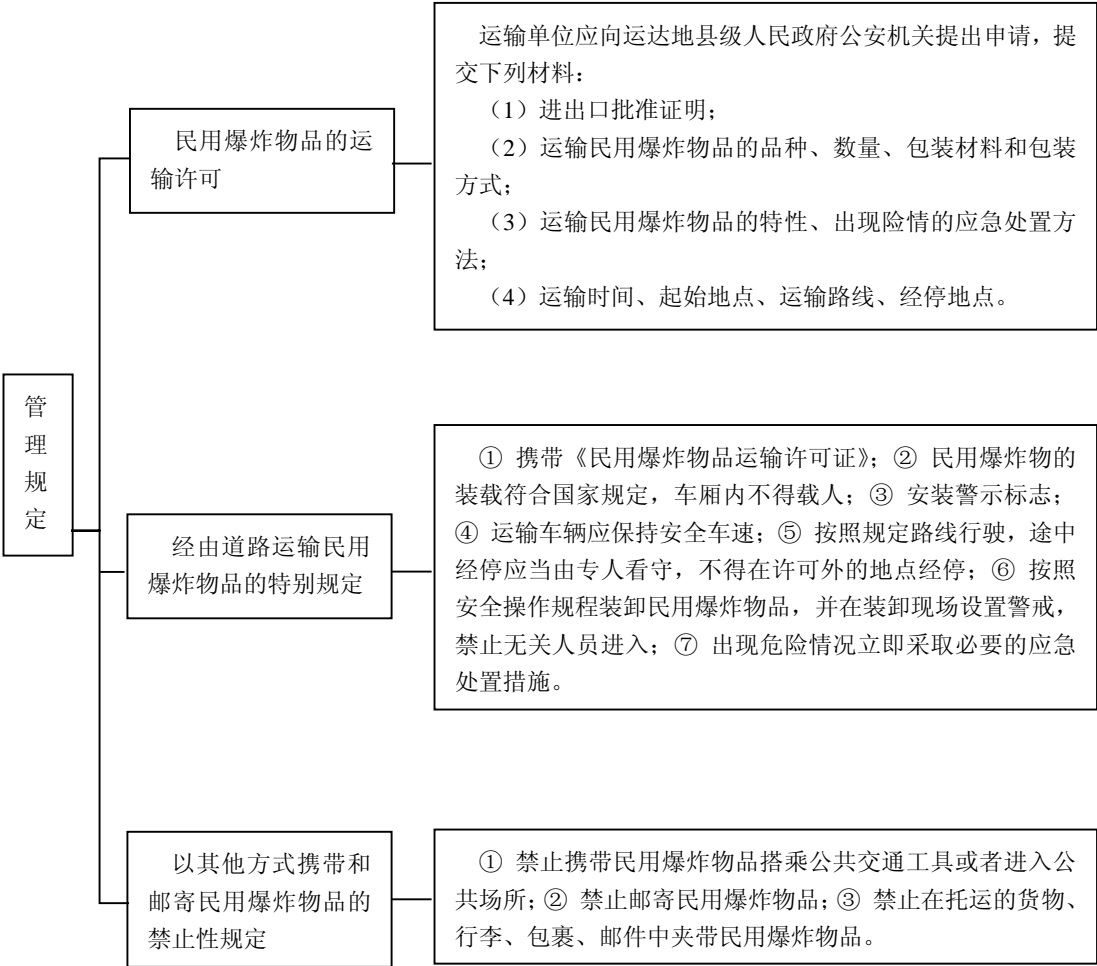 管
理
规
定
民用爆炸物品的运
输许可
运输单位应向运达地县级人民政府公安机关提出申请，提
交下列材料：
（1）进出口批准证明；
（2）运输民用爆炸物品的品种、数量、包装材料和包装
方式；
（3）运输民用爆炸物品的特性、出现险情的应急处置方
法；
（4）运输时间、起始地点、运输路线、经停地点。
经由道路运输民用
爆炸物品的特别规定
① 携带《民用爆炸物品运输许可证》；② 民用爆炸物的
装载符合国家规定，车厢内不得载人；③ 安装警示标志；
④ 运输车辆应保持安全车速；⑤ 按照规定路线行驶，途中
经停应当由专人看守，不得在许可外的地点经停；⑥ 按照
安全操作规程装卸民用爆炸物品，并在装卸现场设置警戒，
禁止无关人员进入；⑦ 出现危险情况立即采取必要的应急
处置措施。
以其他方式携带和
邮寄民用爆炸物品的
禁止性规定
① 禁止携带民用爆炸物品搭乘公共交通工具或者进入公
共场所；② 禁止邮寄民用爆炸物品；③ 禁止在托运的货物、
行李、包裹、邮件中夹带民用爆炸物品。